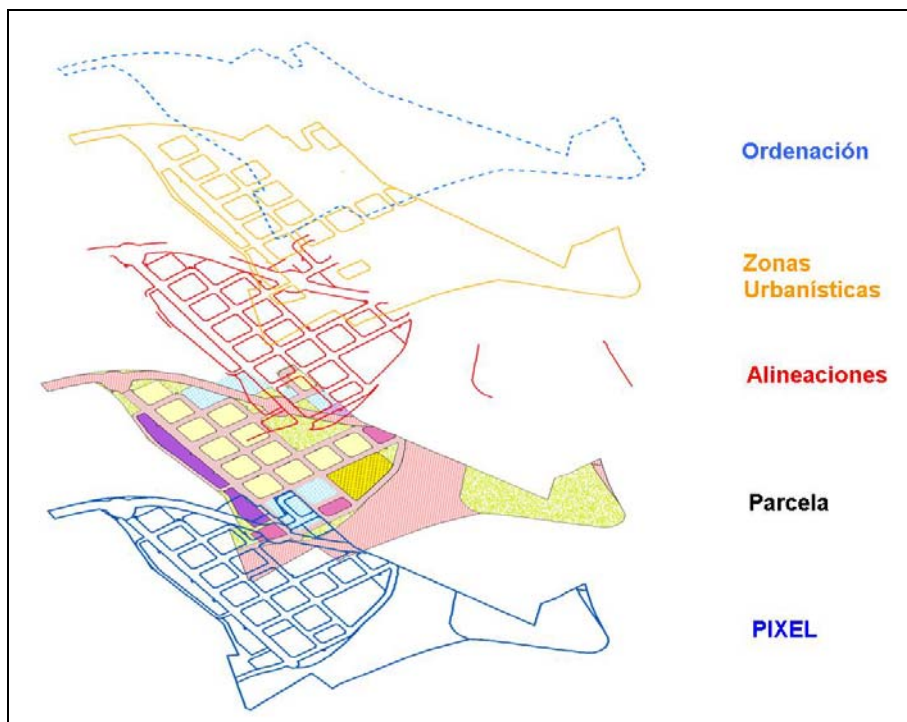 Ordenación
Zonas
Urbanísticas
Alineaciones
Parcela
PIXEL